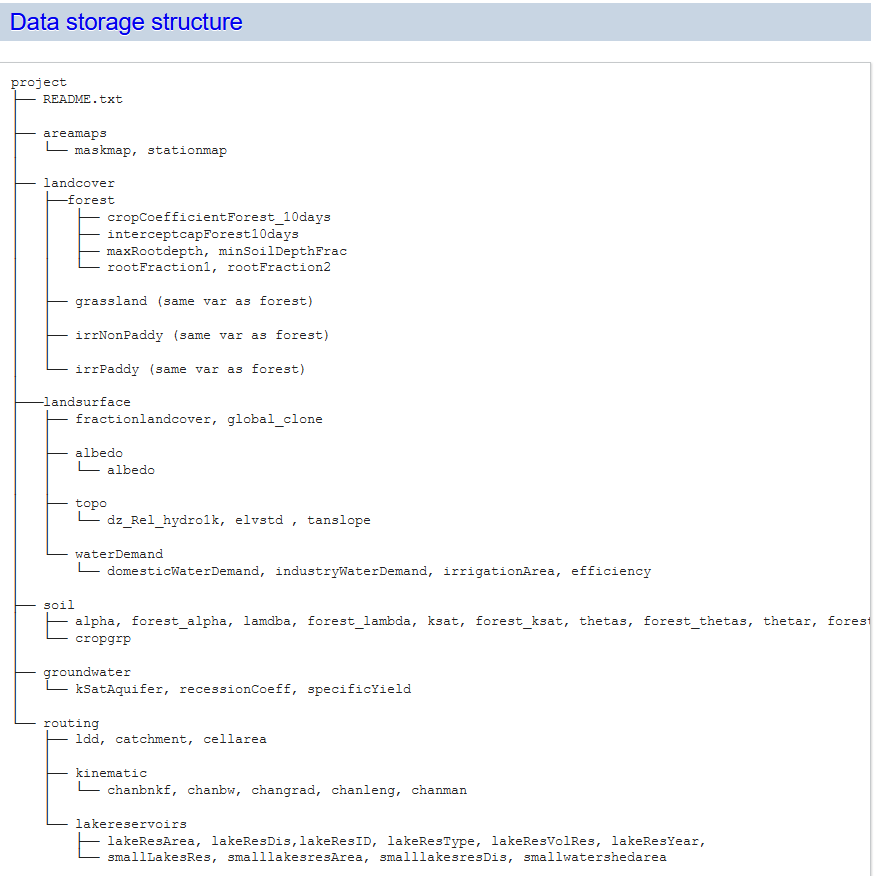 Data storage structure
project
├── README.txt
├── areamaps
│   └── maskmap, stationmap
├── landcover
│   ├──forest
│   │   ├── cropCoefficientForest_10days
│   │   ├── interceptcapForest10days
│   │   ├── maxRootdepth, minSoilDepthFrac
│   │   └── rootFraction1, rootFraction2
│   ├── grassland (same var as forest)
│   ├── irrNonPaddy (same var as forest)
│   └── irrPaddy (same var as forest)
├───landsurface
│   ├── fractionlandcover, global_clone
│   ├── albedo
│   │   └── albedo
│   ├── topo
│   │   └── dz_Rel_hydro1k, elvstd , tanslope
│   └── waterDemand
│       └── domesticWaterDemand, industryWaterDemand, irrigationArea, efficiency
├── soil
│   ├── alpha, forest_alpha, lamdba, forest_lambda, ksat, forest_ksat, thetas, forest_thetas, thetar,
│   └── cropgrp
├── groundwater
│   └── kSatAquifer, recessionCoeff, specificYield
└── routing
    ├── ldd, catchment, cellarea
    ├── kinematic
    │   └── chanbnkf, chanbw, changrad, chanleng, chanman
    └── lakereservoirs
        ├── lakeResArea, lakeResDis,lakeResID, lakeResType, lakeResVolRes, lakeResYear,
        └── smallLakesRes, smalllakesresArea, smalllakesresDis, smallwatershedarea